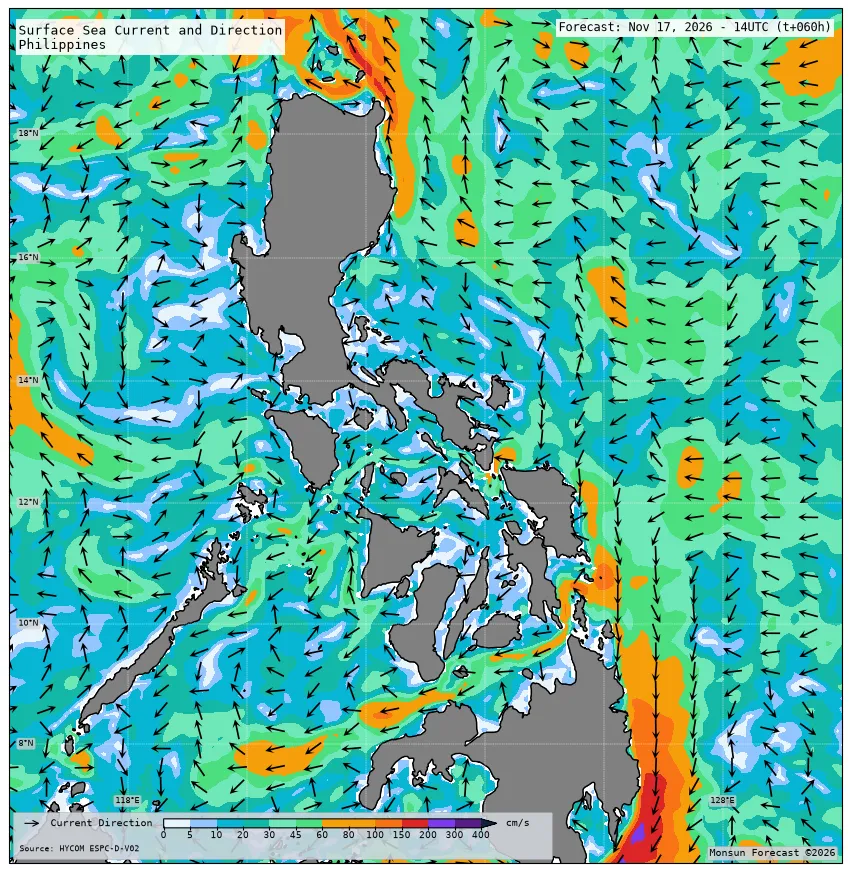 Surface Sea Current and Direction
Philippines
Forecast: Nov 17, 2026 - 14UTC (t+060h)
18°N
16°N
14°N
12°N
10°N
8°N
118°E
128°E
Current Direction
0 5 10 20 30 45 60 80 100 150 200 300 400
cm/s
Source: HYCOM ESPC-D-V02
Monsun Forecast ©2026